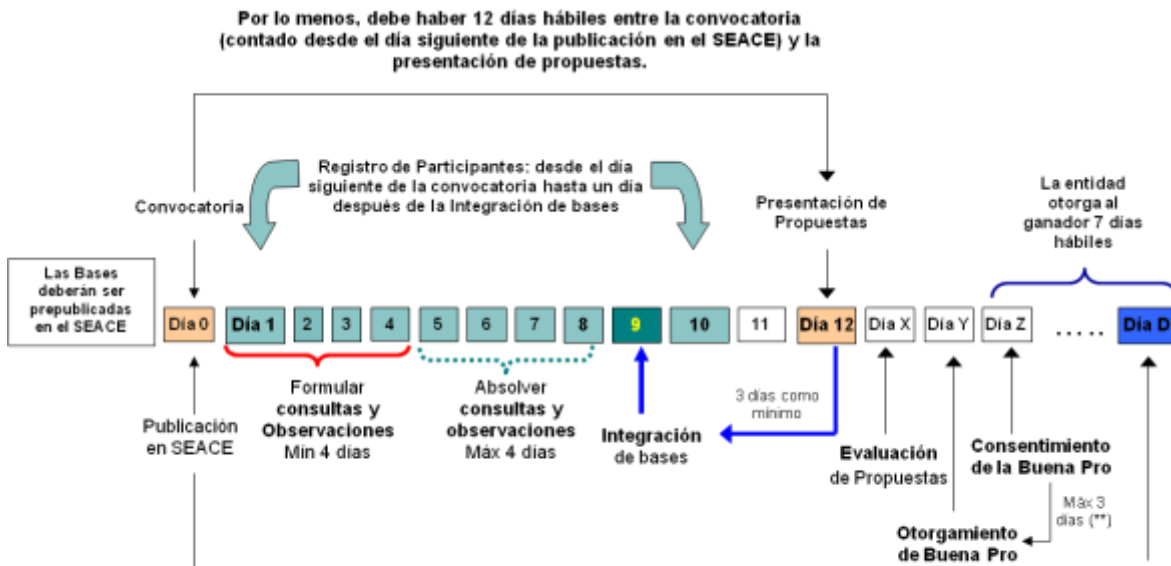 Por lo menos, debe haber 12 días hábiles entre la convocatoria
(contado desde el día siguiente de la publicación en el SEACE) y la
presentación de propuestas.
Registro de Participantes: desde el día
siguiente de la convocatoria hasta un día
después de la Integración de bases
Convocatoria
Presentación de
Propuestas
La entidad
otorga al
ganador 7 días
hábiles
Las Bases
deberán ser
prepublicadas
en el SEACE
Día 0
Día 1
2
3
4
5
6
7
8
9
10
11
Día 12
Día X
Día Y
Día Z
.....
Día D
Publicación
en SEACE
Formular
consultas y
Observaciones
Mín 4 días
Absolver
consultas y
observaciones
Máx 4 días
Integración
de bases
3 días como
mínimo
Evaluación
de Propuestas
Consentimiento
de la Buena Pro
Máx 3
días (**)
Otorgamiento
de Buena Pro